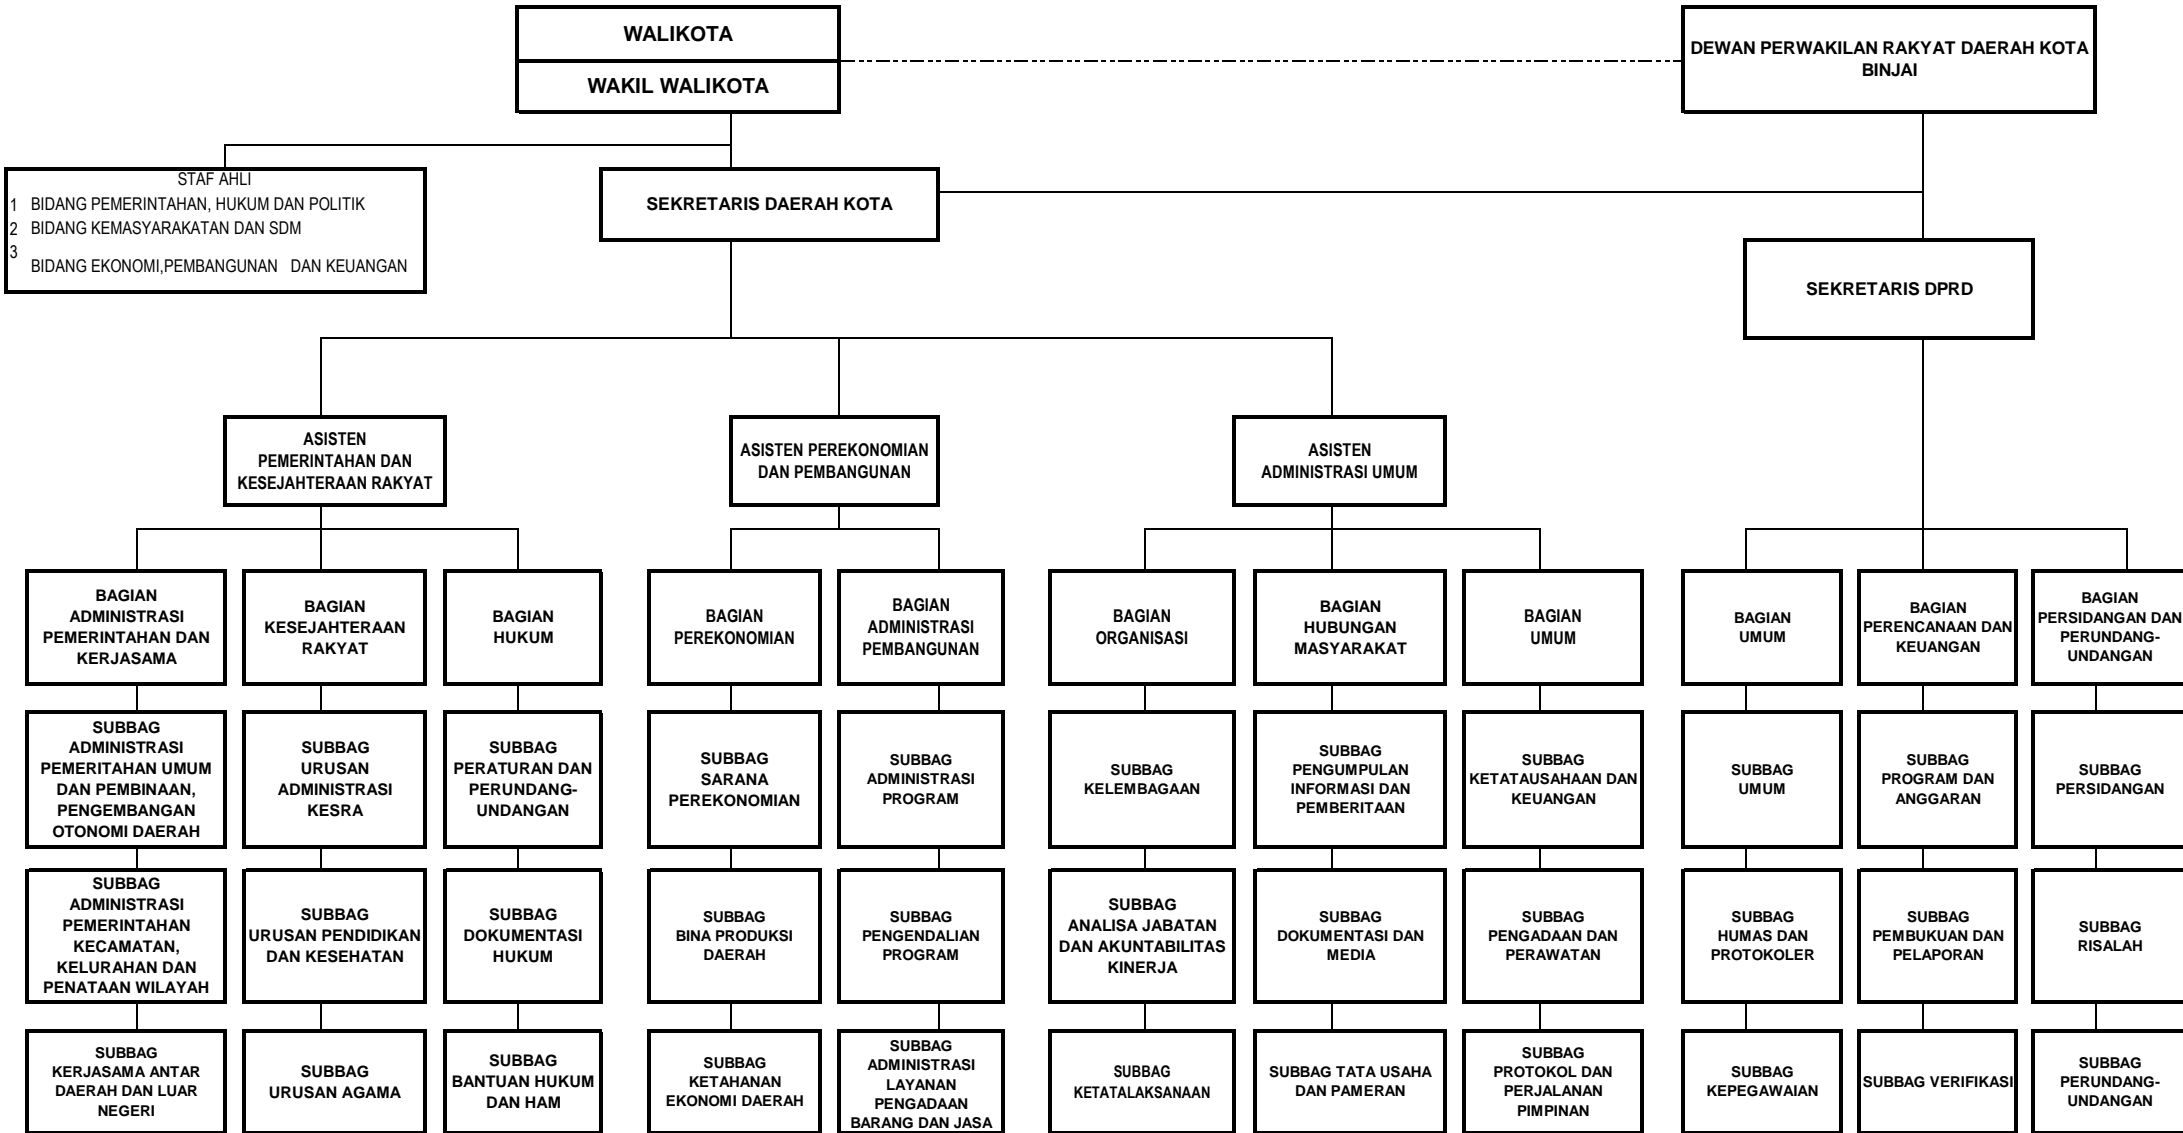 WALIKOTA
WAKIL WALIKOTA
DEWAN PERWAKILAN RAKYAT DAERAH KOTA
BINJAI
STAF AHLI
1 BIDANG PEMERINTAHAN, HUKUM DAN POLITIK
2 BIDANG KEMASYARAKATAN DAN SDM
3
BIDANG EKONOMI,PEMBANGUNAN DAN KEUANGAN
SEKRETARIS DAERAH KOTA
SEKRETARIS DPRD
ASISTEN
PEMERINTAHAN DAN
KESEJAHTERAAN RAKYAT
ASISTEN PEREKONOMIAN
DAN PEMBANGUNAN
ASISTEN
ADMINISTRASI UMUM
BAGIAN
ADMINISTRASI
PEMERINTAHAN DAN
KERJASAMA
BAGIAN
KESEJAHTERAAN
RAKYAT
BAGIAN
HUKUM
BAGIAN
PEREKONOMIAN
BAGIAN
ADMINISTRASI
PEMBANGUNAN
BAGIAN
ORGANISASI
BAGIAN
HUBUNGAN
MASYARAKAT
BAGIAN
UMUM
BAGIAN
UMUM
BAGIAN
PERENCANAAN DAN
KEUANGAN
BAGIAN
PERSIDANGAN DAN
PERUNDANG-
UNDANGAN
SUBBAG
ADMINISTRASI
PEMERITAHAN UMUM
DAN PEMBINAAN,
PENGEMBANGAN
OTONOMI DAERAH
SUBBAG
URUSAN
ADMINISTRASI
KESRA
SUBBAG
PERATURAN DAN
PERUNDANG-
UNDANGAN
SUBBAG
SARANA
PEREKONOMIAN
SUBBAG
ADMINISTRASI
PROGRAM
SUBBAG
KELEMBAGAAN
SUBBAG
PENGUMPULAN
INFORMASI DAN
PEMBERITAAN
SUBBAG
KETATAUSAHAAN DAN
KEUANGAN
SUBBAG
UMUM
SUBBAG
PROGRAM DAN
ANGGARAN
SUBBAG
PERSIDANGAN
SUBBAG
ADMINISTRASI
PEMERINTAHAN
KECAMATAN,
KELURAHAN DAN
PENATAAN WILAYAH
SUBBAG
URUSAN PENDIDIKAN
DAN KESEHATAN
SUBBAG
DOKUMENTASI
HUKUM
SUBBAG
BINA PRODUKSI
DAERAH
SUBBAG
PENGENDALIAN
PROGRAM
SUBBAG
ANALISA JABATAN
DAN AKUNTABILITAS
KINERJA
SUBBAG
DOKUMENTASI DAN
MEDIA
SUBBAG
PENGADAAN DAN
PERAWATAN
SUBBAG
HUMAS DAN
PROTOKOLER
SUBBAG
PEMBUKUAN DAN
PELAPORAN
SUBBAG
RISALAH
SUBBAG
KERJASAMA ANTAR
DAERAH DAN LUAR
NEGERI
SUBBAG
URUSAN AGAMA
SUBBAG
BANTUAN HUKUM
DAN HAM
SUBBAG
KETAHANAN
EKONOMI DAERAH
SUBBAG
ADMINISTRASI
LAYANAN
PENGADAAN
BARANG DAN JASA
SUBBAG
KETATALAKSANAAN
SUBBAG TATA USAHA
DAN PAMERAN
SUBBAG
PROTOKOL DAN
PERJALANAN
PIMPINAN
SUBBAG
KEPEGAWAIAN
SUBBAG VERIFIKASI
SUBBAG
PERUNDANG-
UNDANGAN